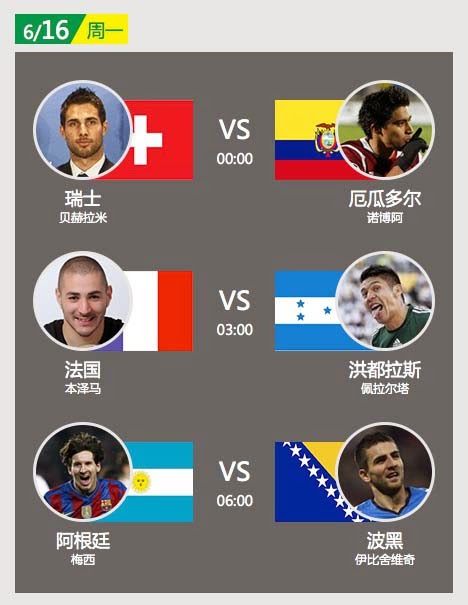 6/16 周一
VS
00:00
瑞士
贝赫拉米
厄瓜多尔
诺博阿
VS
03:00
法国
本泽马
洪都拉斯
佩拉尔塔
VS
06:00
阿根廷
梅西
波黑
伊比舍维奇